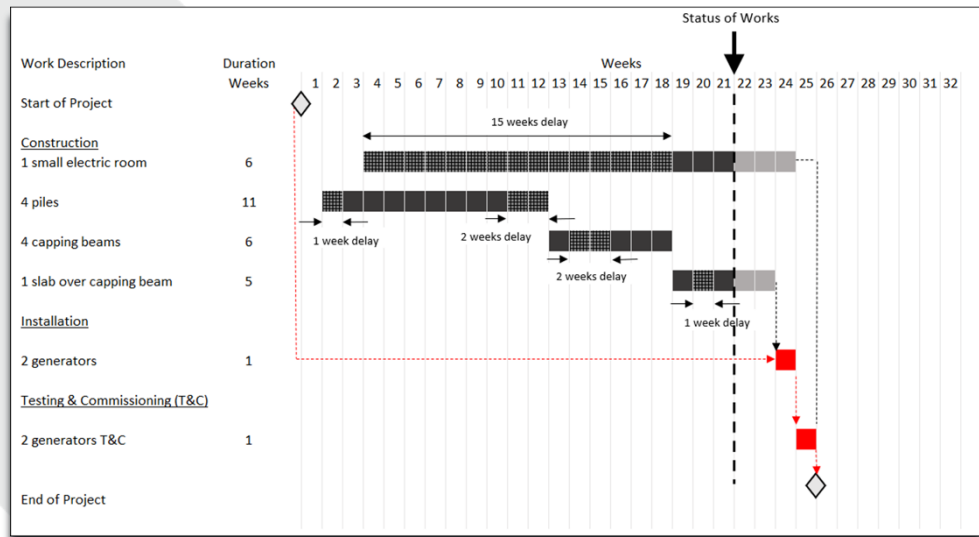 Status of Works
Work Description Duration Weeks
Weeks 1 2 3 4 5 6 7 8 9 10 11 12 13 14 15 16 17 18 19 20 21 22 23 24 25 26 27 28 29 30 31 32
Start of Project
15 weeks delay
Construction
1 small electric room 6
4 piles 11
1 week delay 2 weeks delay
4 capping beams 6
2 weeks delay
1 slab over capping beam 5
1 week delay
Installation
2 generators 1
Testing & Commissioning (T&C)
2 generators T&C 1
End of Project